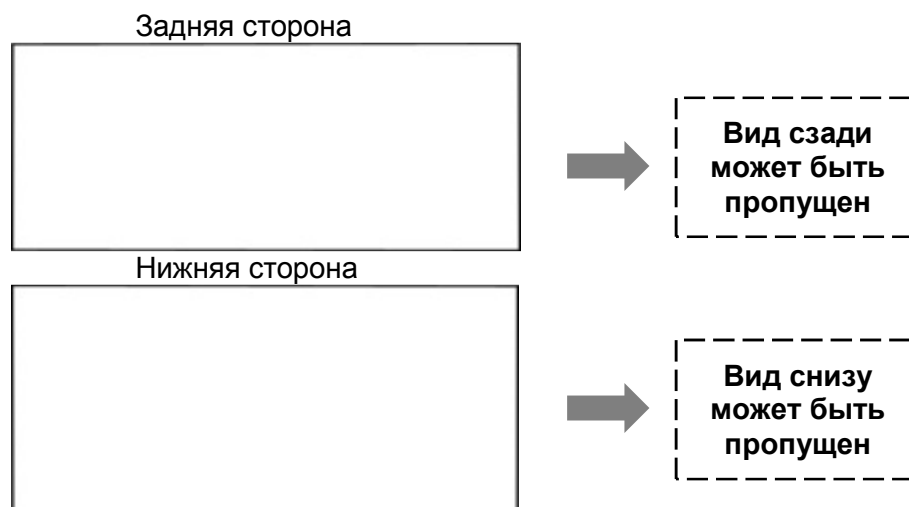 Задняя сторона
Вид сзади
может быть
пропущен
Нижняя сторона
Вид снизу
может быть
пропущен